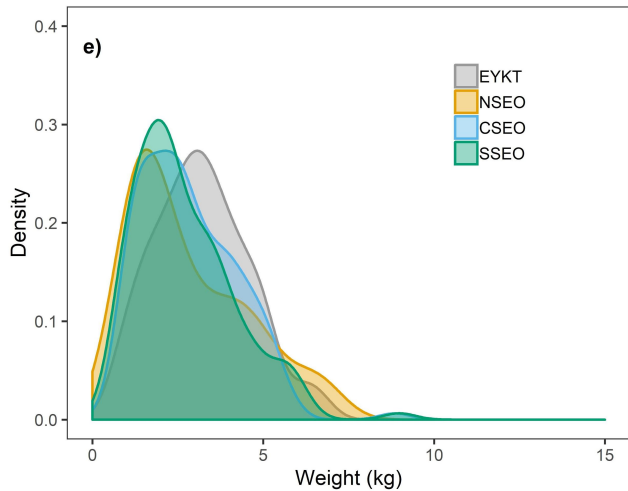 e)
EYKT
NSEO
CSEO
SSEO
0.4
0.3
0.2
0.1
0.0
Density
0 5 10 15
Weight (kg)